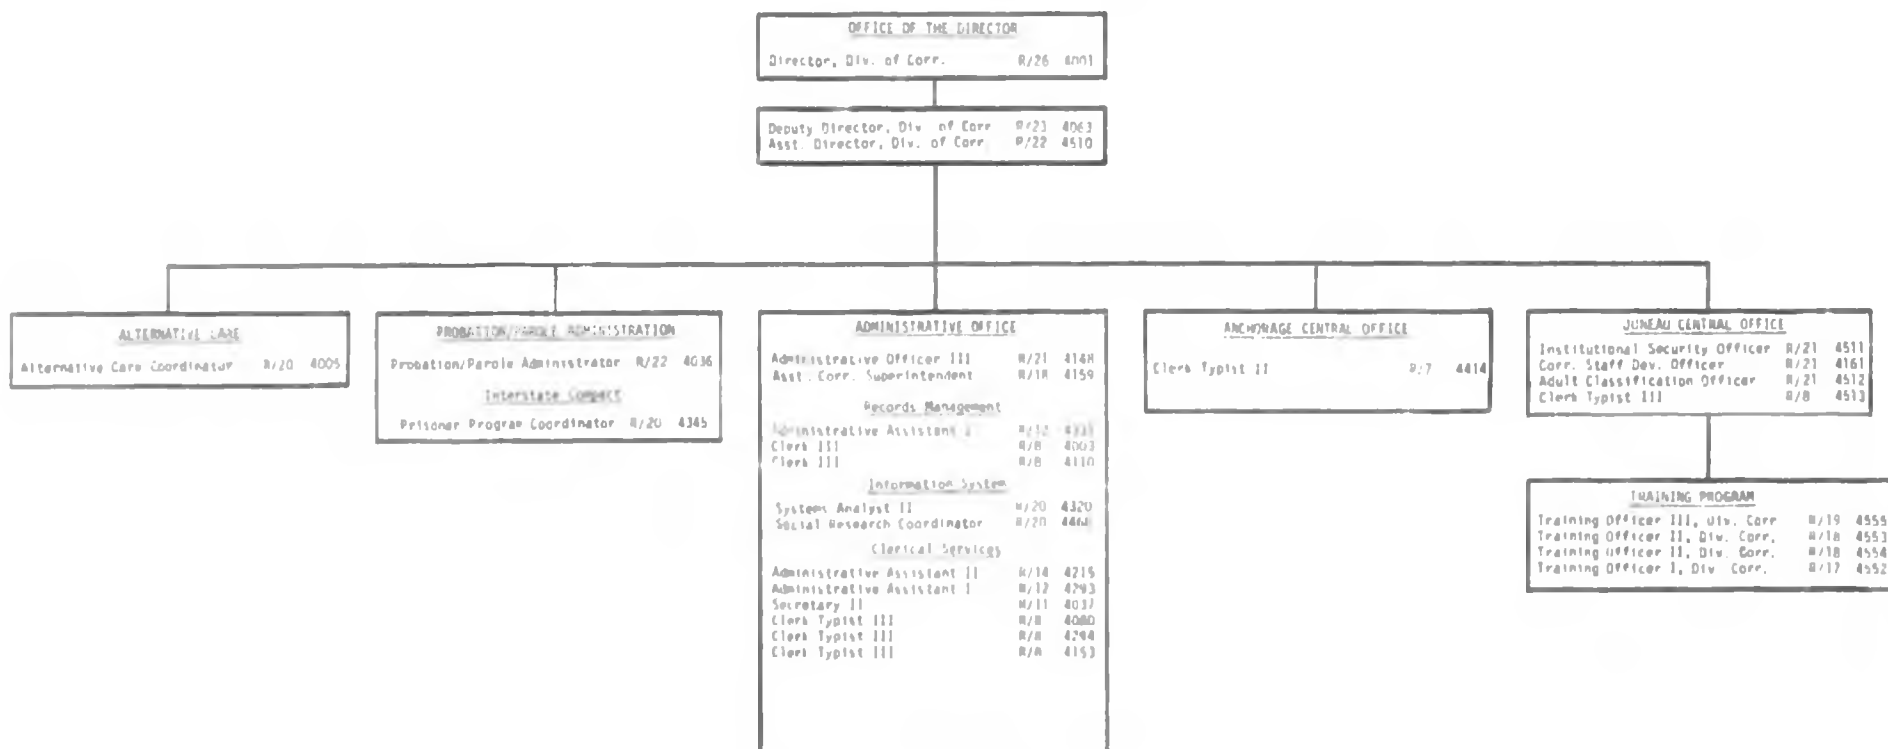 OFFICE OF THE DIRECTOR
Director, Div. of Corr. R/26 4001
Deputy Director, Div. of Corr R/23 4063
Asst. Director, Div. of Corr. R/22 4510
ALTERNATIVE CARE
Alternative Care Coordinator R/20 4005
PROBATION/PAROLE ADMINISTRATION
Probation/Parole Administrator R/22 4036
Interstate Compact
Prisoner Program Coordinator R/20 4345
ADMINISTRATIVE OFFICE
Administrative Officer III R/21 4148
Asst. Corr. Superintendent R/18 4159
Records Management
Administrative Assistant I R/12
Clerk III R/8 4003
Clerk III R/8 4110
Information System
Systems Analyst II R/20 4320
Social Research Coordinator R/20
Clerical Services
Administrative Assistant II R/14 4215
Administrative Assistant I R/12 4293
Secretary II R/11 4037
Clerk Typist III R/8 4080
Clerk Typist III R/8 4294
Clerk Typist III R/8 4153
ANCHORAGE CENTRAL OFFICE
Clerk Typist II R/7 4414
JUNEAU CENTRAL OFFICE
Institutional Security Officer R/21 4511
Corr. Staff Dev. Officer R/21 4161
Adult Classification Officer R/21 4512
Clerk Typist III R/8 4513
TRAINING PROGRAM
Training Officer III, Div. Corr R/19 4555
Training Officer II, Div. Corr. R/18 4553
Training Officer II, Div. Corr. R/18 4554
Training Officer I, Div. Corr. R/17 4552